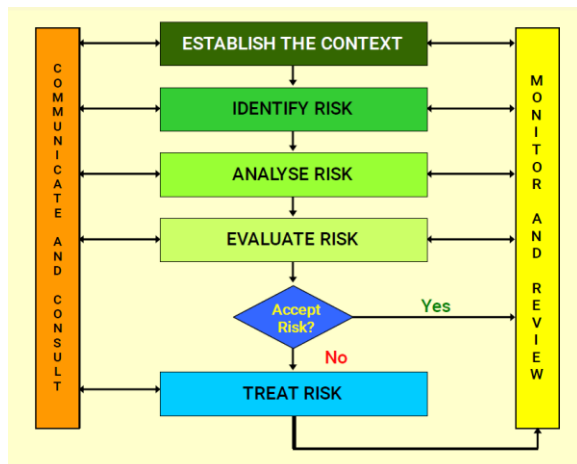 ESTABLISH THE CONTEXT
IDENTIFY RISK
ANALYSE RISK
EVALUATE RISK
Accept
Risk?
Yes
No
TREAT RISK
COMMUNICATE AND CONSULT
MONITOR AND REVIEW